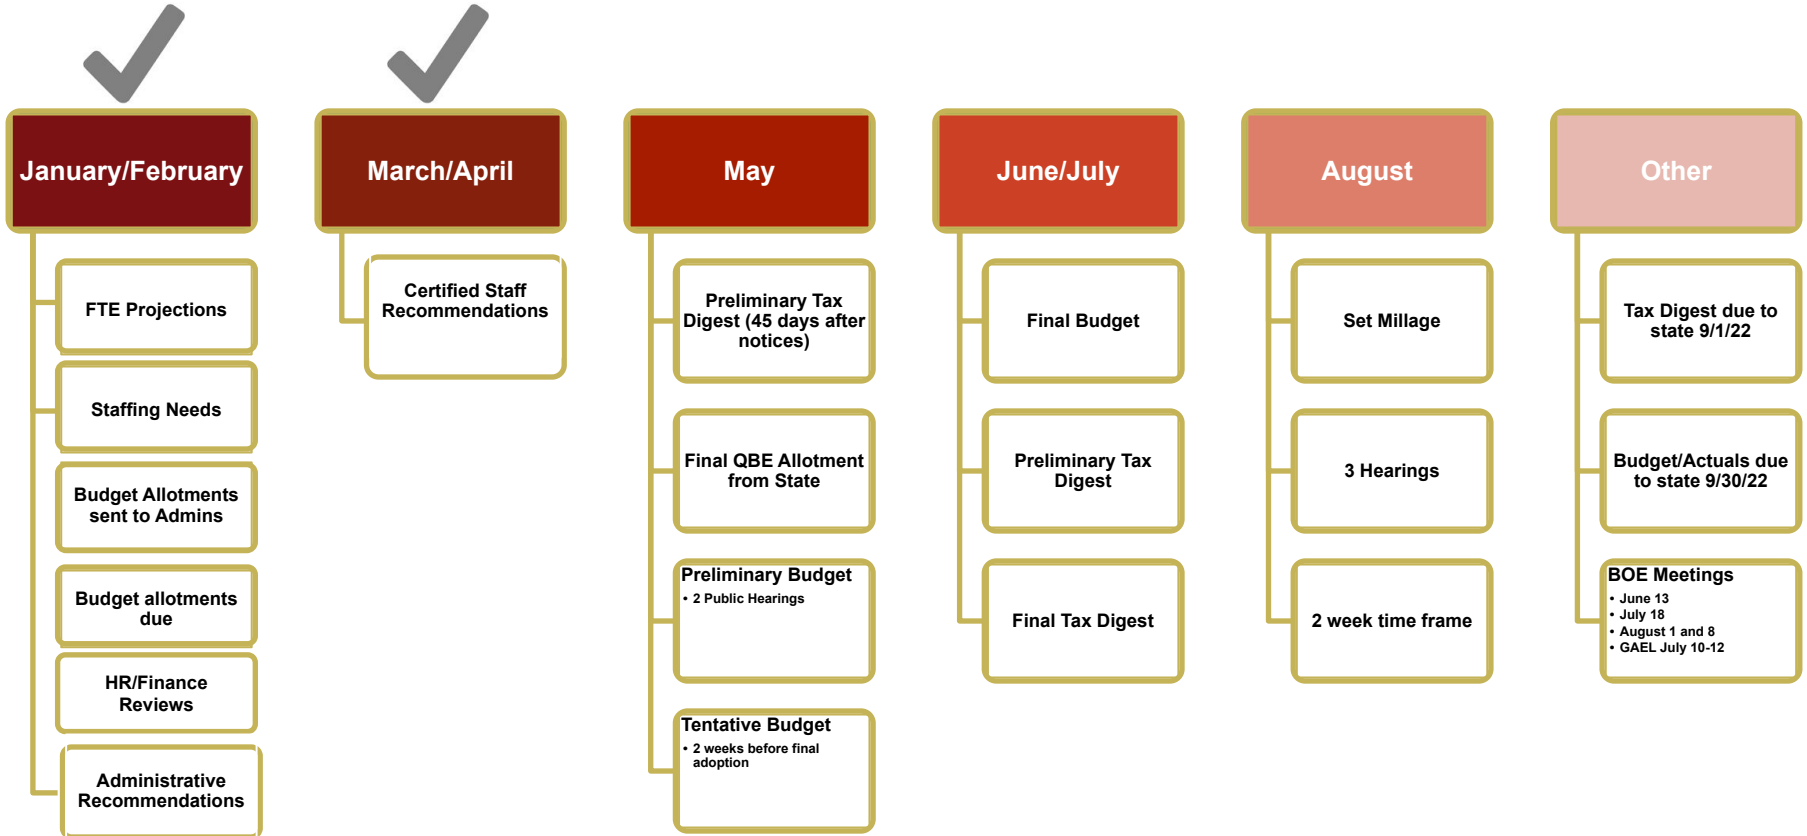 January/February
FTE Projections
Staffing Needs
Budget Allotments
sent to Admins
Budget allotments
due
HR/Finance
Reviews
Administrative
Recommendations
March/April
Certified Staff
Recommendations
May
Preliminary Tax
Digest (45 days after
notices)
Final QBE Allotment
from State
Preliminary Budget
• 2 Public Hearings
Tentative Budget
• 2 weeks before final
adoption
June/July
Final Budget
Preliminary Tax
Digest
Final Tax Digest
August
Set Millage
3 Hearings
2 week time frame
Other
Tax Digest due to
state 9/1/22
Budget/Actuals due
to state 9/30/22
BOE Meetings
• June 13
• July 18
• August 1 and 8
• GAEL July 10-12